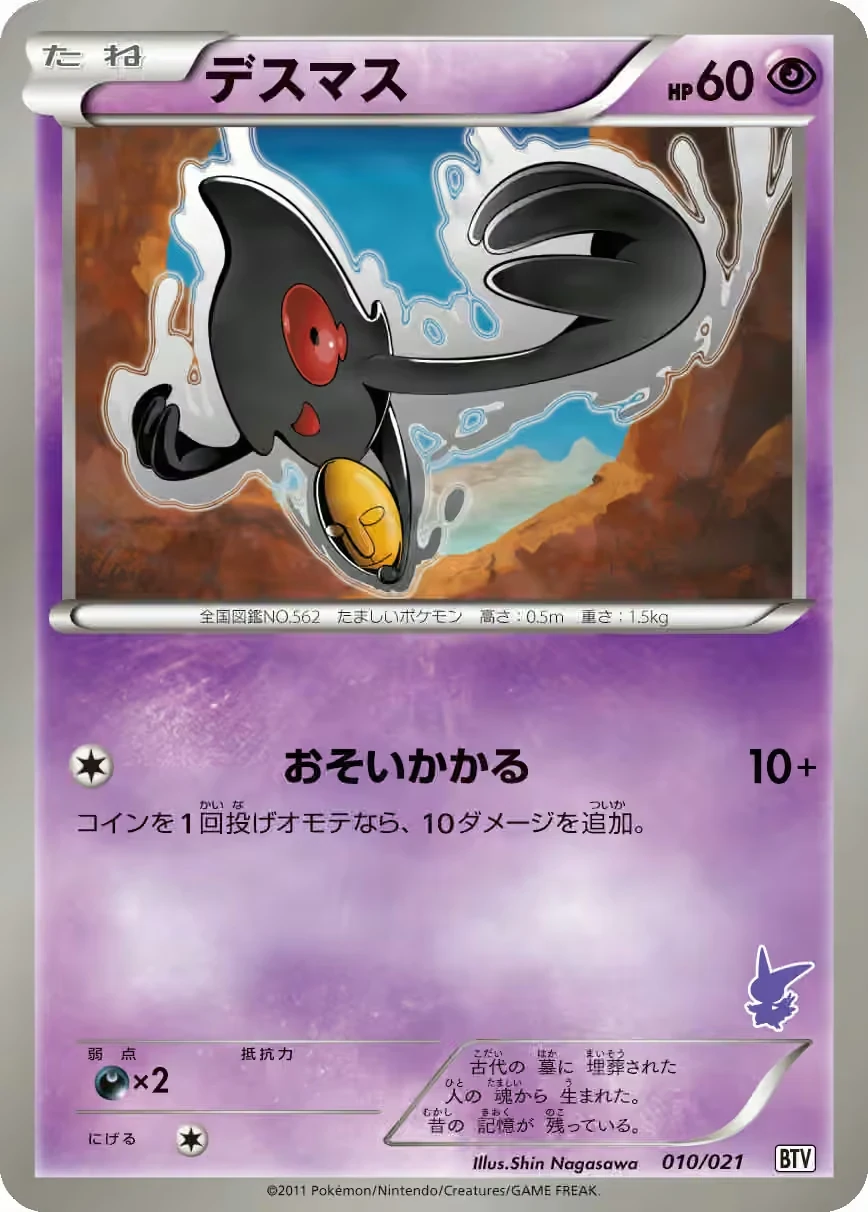 たね デスマス HP60
全国図鑑NO.562 たましいポケモン 高さ：0.5m 重さ：1.5kg
おそいかかる 10+
コインを1回投げオモテなら、10ダメージを追加。
弱点 抵抗力
×2
にげる
古代の 墓に 埋葬された
人の 魂から 生まれた。
昔の 記憶が 残っている。
Illus.Shin Nagasawa 010/021 BTV
©2011 Pokémon/Nintendo/Creatures/GAME FREAK.